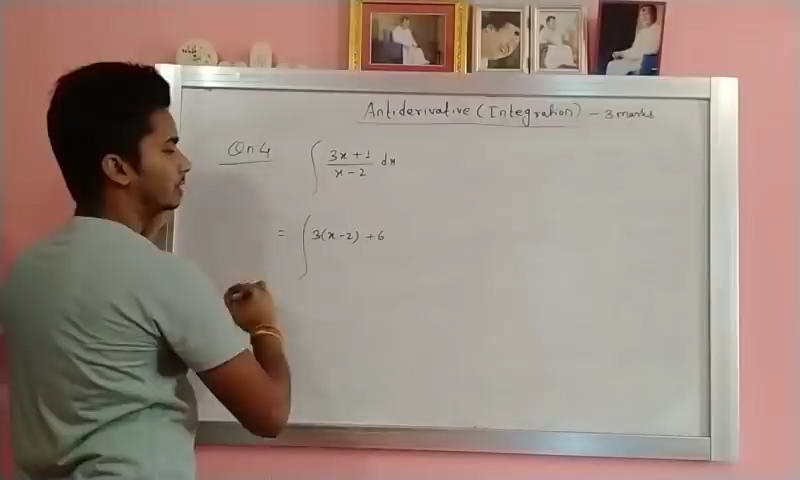 Antiderivative (Integration) - 3 marks
Qn 4 ∫ (3x + 1)/(x - 2) dx
= ∫ 3(x - 2) + 6